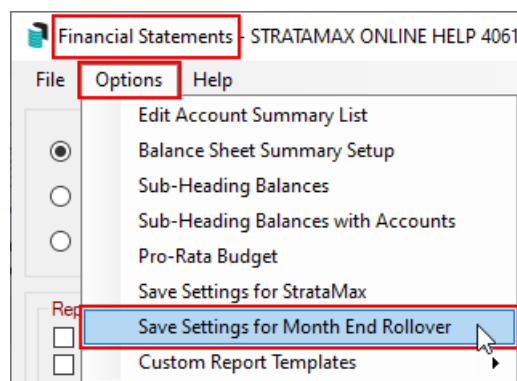 Financial Statements - STRATAMAX ONLINE HELP 4061
File Options Help
Edit Account Summary List
Balance Sheet Summary Setup
Sub-Heading Balances
Sub-Heading Balances with Accounts
Pro-Rata Budget
Save Settings for StrataMax
Rep
Save Settings for Month End Rollover
Custom Report Templates